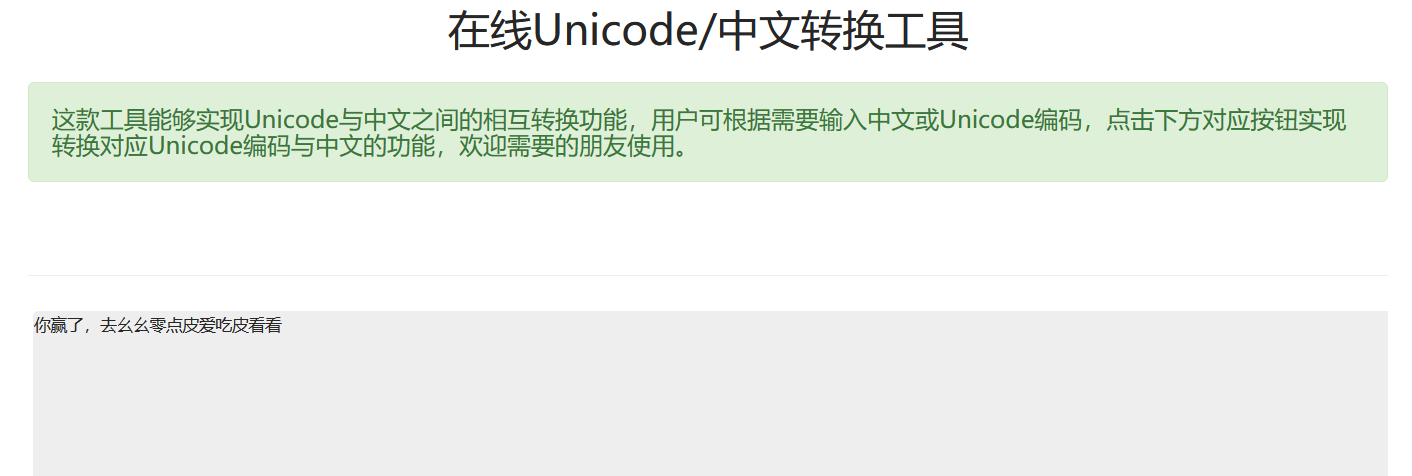 在线Unicode/中文转换工具
这款工具能够实现Unicode与中文之间的相互转换功能，用户可根据需要输入中文或Unicode编码，点击下方对应按钮实现
转换对应Unicode编码与中文的功能，欢迎需要的朋友使用。
你赢了，去幺幺零点皮爱吃皮看看